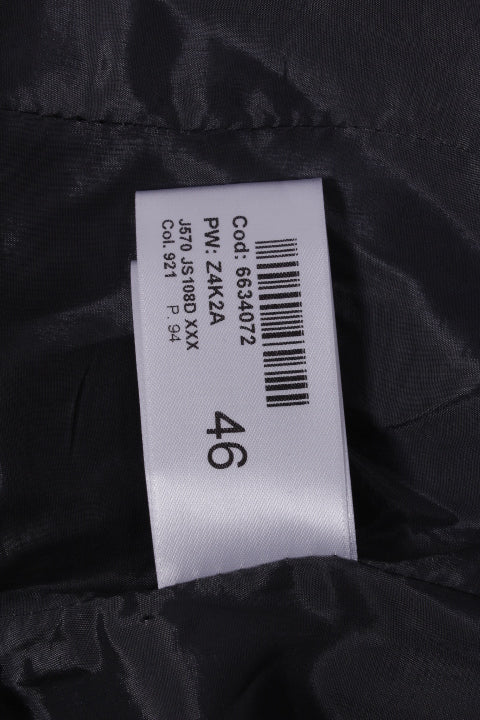 Cod: 6634072
PW: Z4K2A
J570 JS108D XXX
Col. 921 P. 94
46